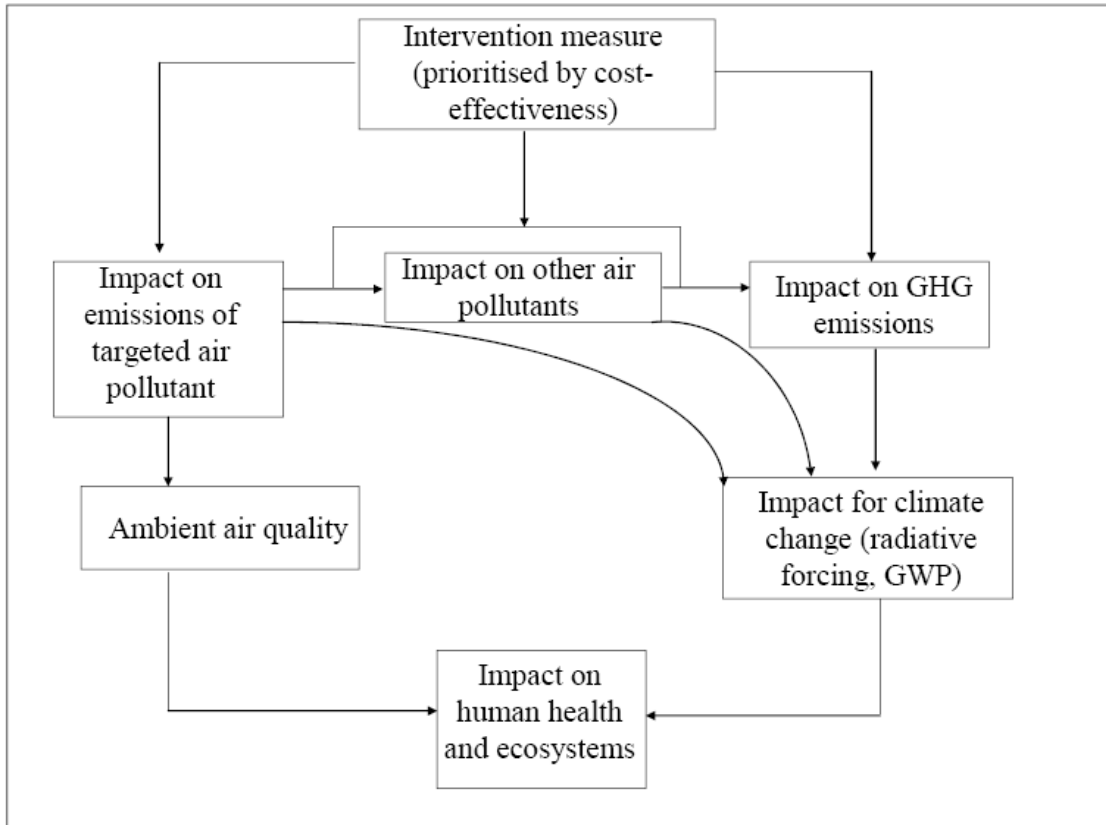 Intervention measure
(prioritised by cost-
effectiveness)
Impact on
emissions of
targeted air
pollutant
Impact on other air
pollutants
Impact on GHG
emissions
Ambient air quality
Impact for climate
change (radiative
forcing, GWP)
Impact on
human health
and ecosystems